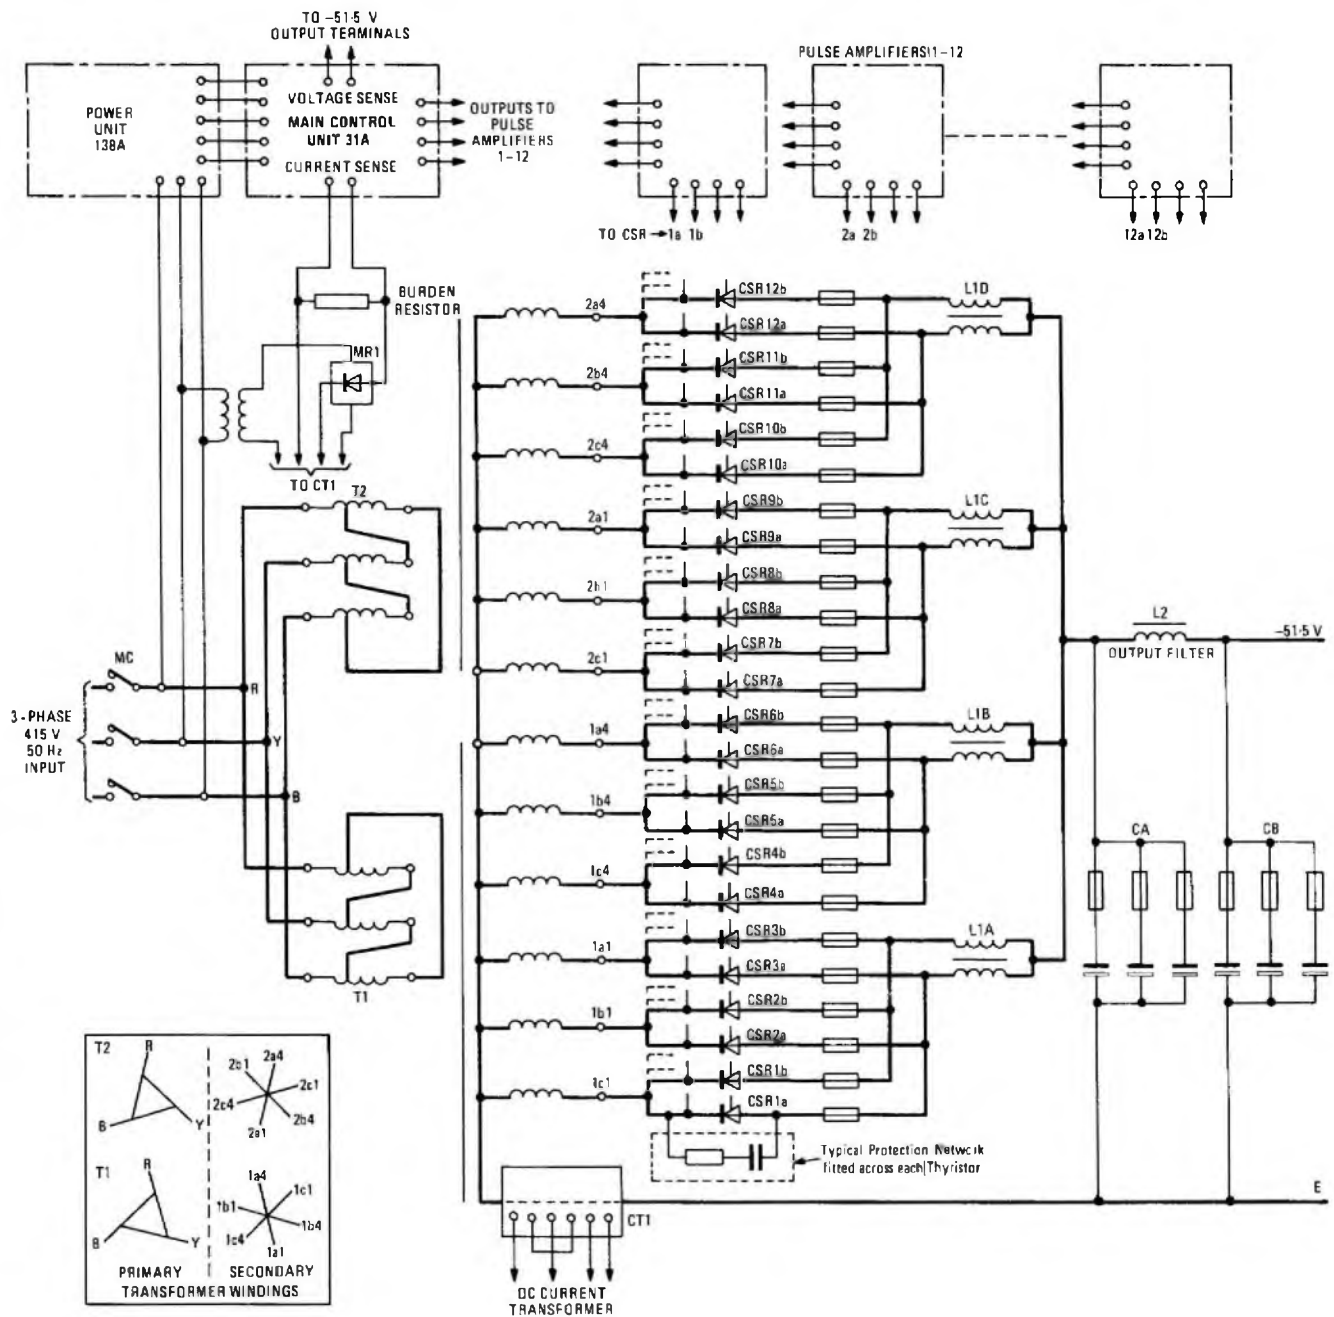 TO -51·5 V
OUTPUT TERMINALS
PULSE AMPLIFIERS 1-12
POWER
UNIT
138A
VOLTAGE SENSE
MAIN CONTROL
UNIT 31A
CURRENT SENSE
OUTPUTS TO
PULSE
AMPLIFIERS
1-12
TO CSR 1a 1b
2a 2b
12a 12b
BURDEN
RESISTOR
MR1
TO CT1
T2
MC
R
3-PHASE
415 V
50 Hz
INPUT
Y
B
T1
2a4
CSR12b
L1D
CSR12a
2b4
CSR11b
CSR11a
2c4
CSR10b
CSR10a
2a1
CSR9b
L1C
CSR9a
2b1
CSR8b
CSR8a
2c1
CSR7b
CSR7a
L2
-51·5 V
OUTPUT FILTER
1a4
CSR6b
L1B
CSR6a
1b4
CSR5b
CSR5a
1c4
CSR4b
CSR4a
CA
CB
1a1
CSR3b
L1A
CSR3a
1b1
CSR2b
CSR2a
1c1
CSR1b
CSR1a
Typical Protection Network
fitted across each Thyristor
E
CT1
DC CURRENT
TRANSFORMER
T2
R
B
Y
2b1
2a4
2c1
2c4
2b4
2a1
T1
R
B
Y
1a4
1c1
1b1
1b4
1c4
1a1
PRIMARY
SECONDARY
TRANSFORMER WINDINGS